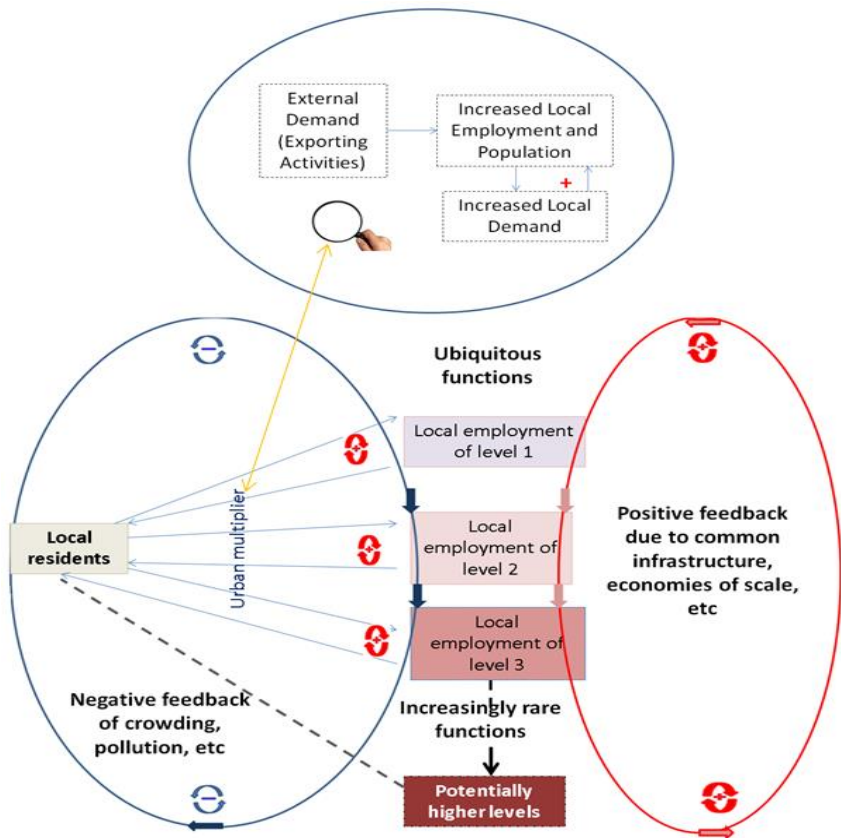 External
Demand
(Exporting
Activities)
Increased Local
Employment and
Population
+
Increased Local
Demand
−
+
Ubiquitous
functions
Local employment
of level 1
+
Local
residents
Urban multiplier
+
Local
employment of
level 2
Positive feedback
due to common
infrastructure,
economies of scale,
etc
+
Local
employment of
level 3
Negative feedback
of crowding,
pollution, etc
Increasingly rare
functions
−
Potentially
higher levels
+